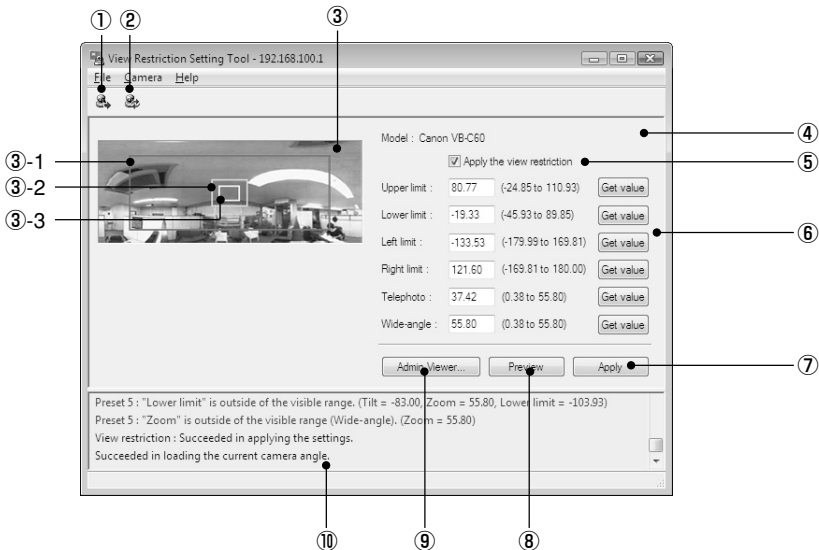 ① ② ③
View Restriction Setting Tool - 192.168.100.1
File Camera Help
③-1
③-2
③-3
Model : Canon VB-C60
④
Apply the view restriction
⑤
Upper limit : 80.77 (-24.85 to 110.93) Get value
Lower limit : -19.33 (-45.93 to 89.85) Get value
Left limit : -133.53 (-179.99 to 169.81) Get value
⑥
Right limit : 121.60 (-169.81 to 180.00) Get value
Telephoto : 37.42 (0.38 to 55.80) Get value
Wide-angle : 55.80 (0.38 to 55.80) Get value
Admin Viewer... Preview Apply
⑦
Preset 5 : "Lower limit" is outside of the visible range. (Tilt = -83.00, Zoom = 55.80, Lower limit = -103.93)
Preset 5 : "Zoom" is outside of the visible range (Wide-angle). (Zoom = 55.80)
View restriction : Succeeded in applying the settings.
Succeeded in loading the current camera angle.
⑩ ⑨ ⑧